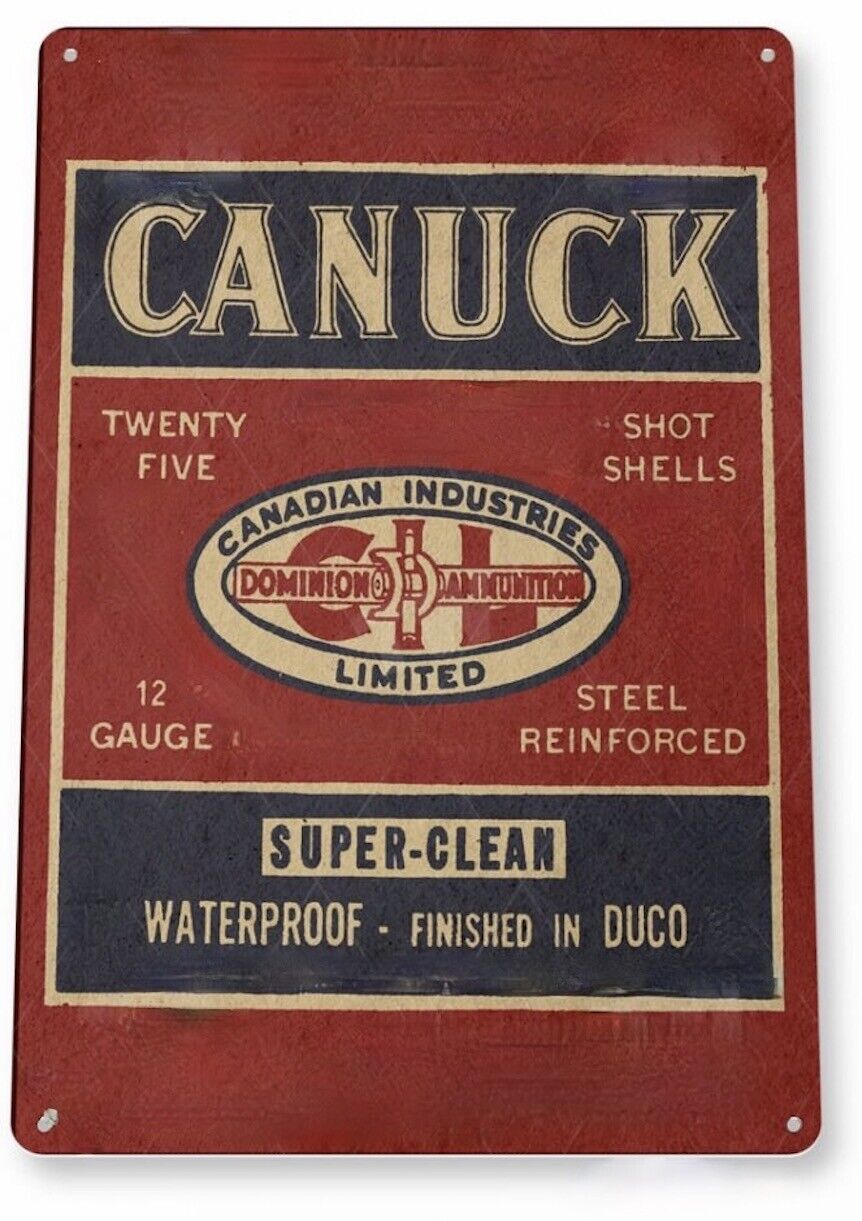 CANUCK
TWENTY
FIVE
SHOT
SHELLS
CANADIAN INDUSTRIES
CIL
DOMINION AMMUNITION
LIMITED
12
GAUGE
STEEL
REINFORCED
SUPER-CLEAN
WATERPROOF - FINISHED IN DUCO